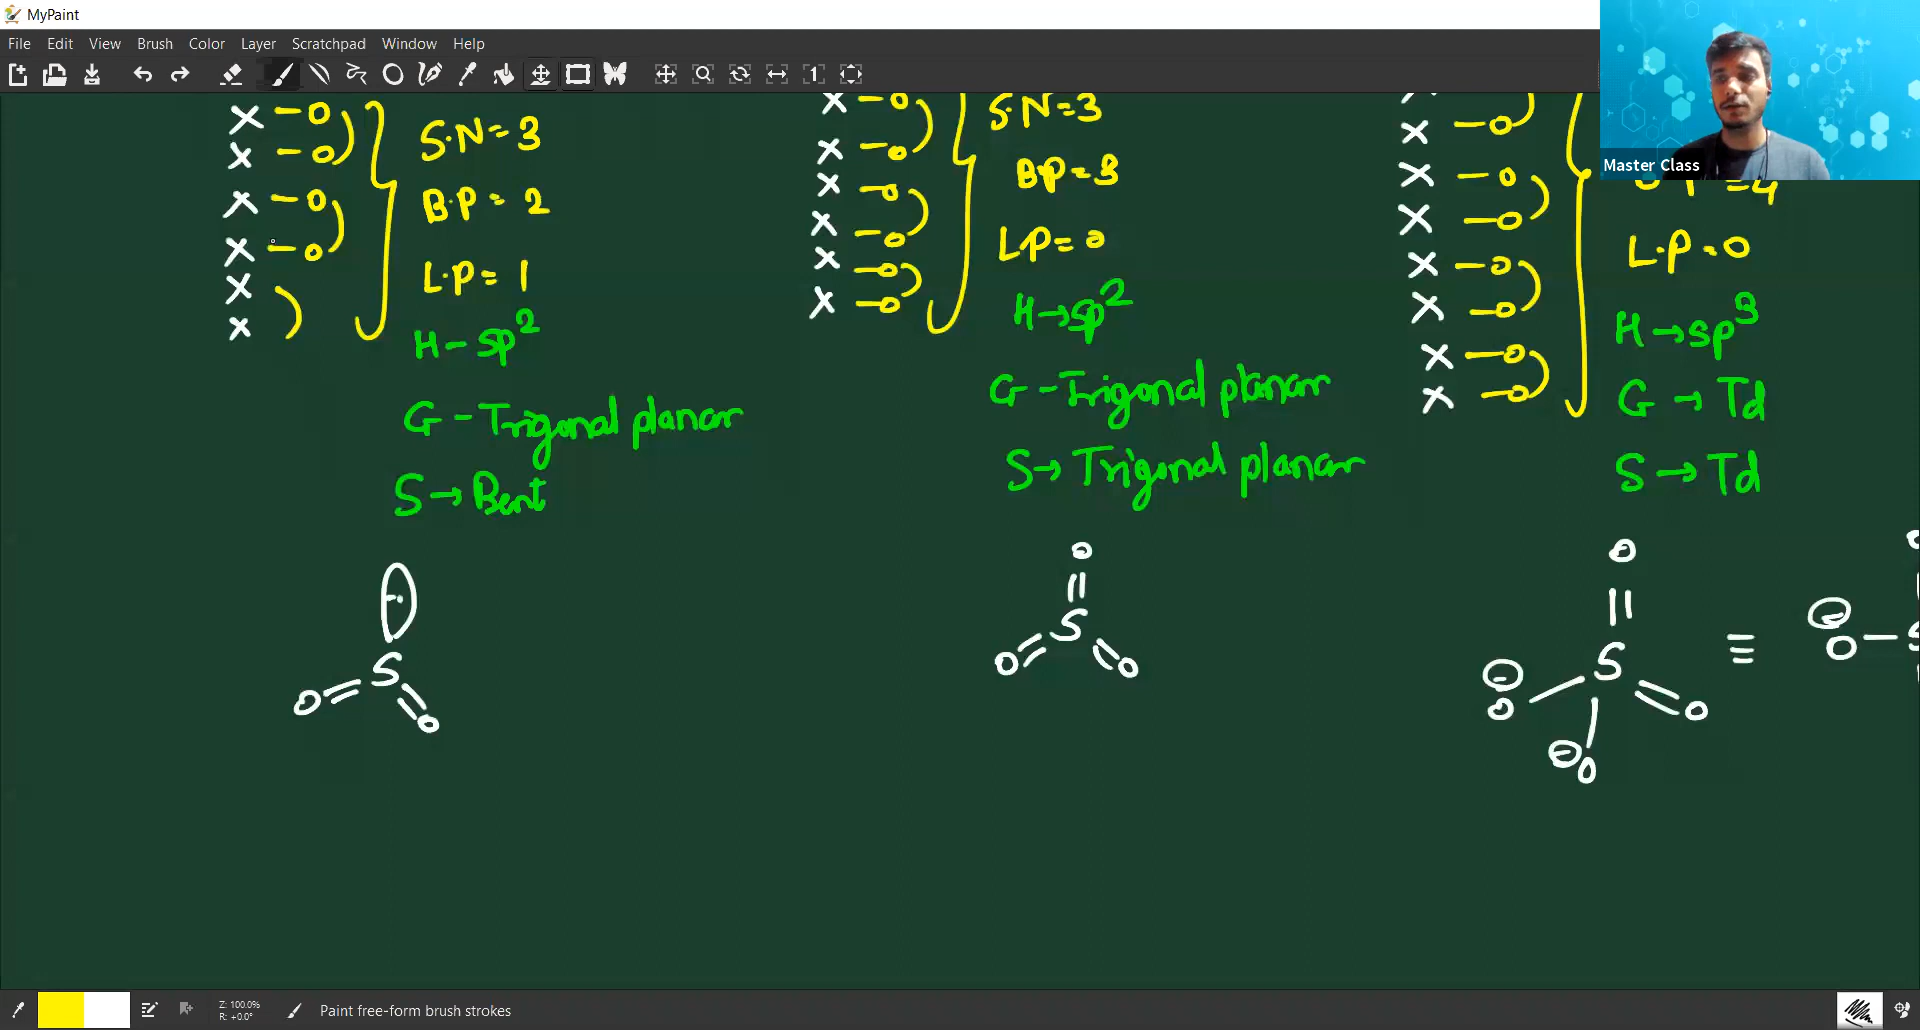 MyPaint
File Edit View Brush Color Layer Scratchpad Window Help
Master Class
X -O
X -O
X -O
X -O
X
X
S.N = 3
B.P = 2
L.P = 1
H - sp²
G - Trigonal planar
S → Bent
S
O = S = O
X -O
X -O
X -O
X -O
X -O
X -O
S.N = 3
BP = 3
LP = 0
H → sp²
G - Trigonal planar
S → Trigonal planar
O
||
S
O = = O
X -O
X -O
X -O
X -O
X -O
X -O
X -O
= 4
L.P = 0
H → sp³
G → Td
S → Td
O
||
S
⊖
O O
⊖ O
≡
⊖
O — S
Z: 100.0%
R: +0.0°
Paint free-form brush strokes